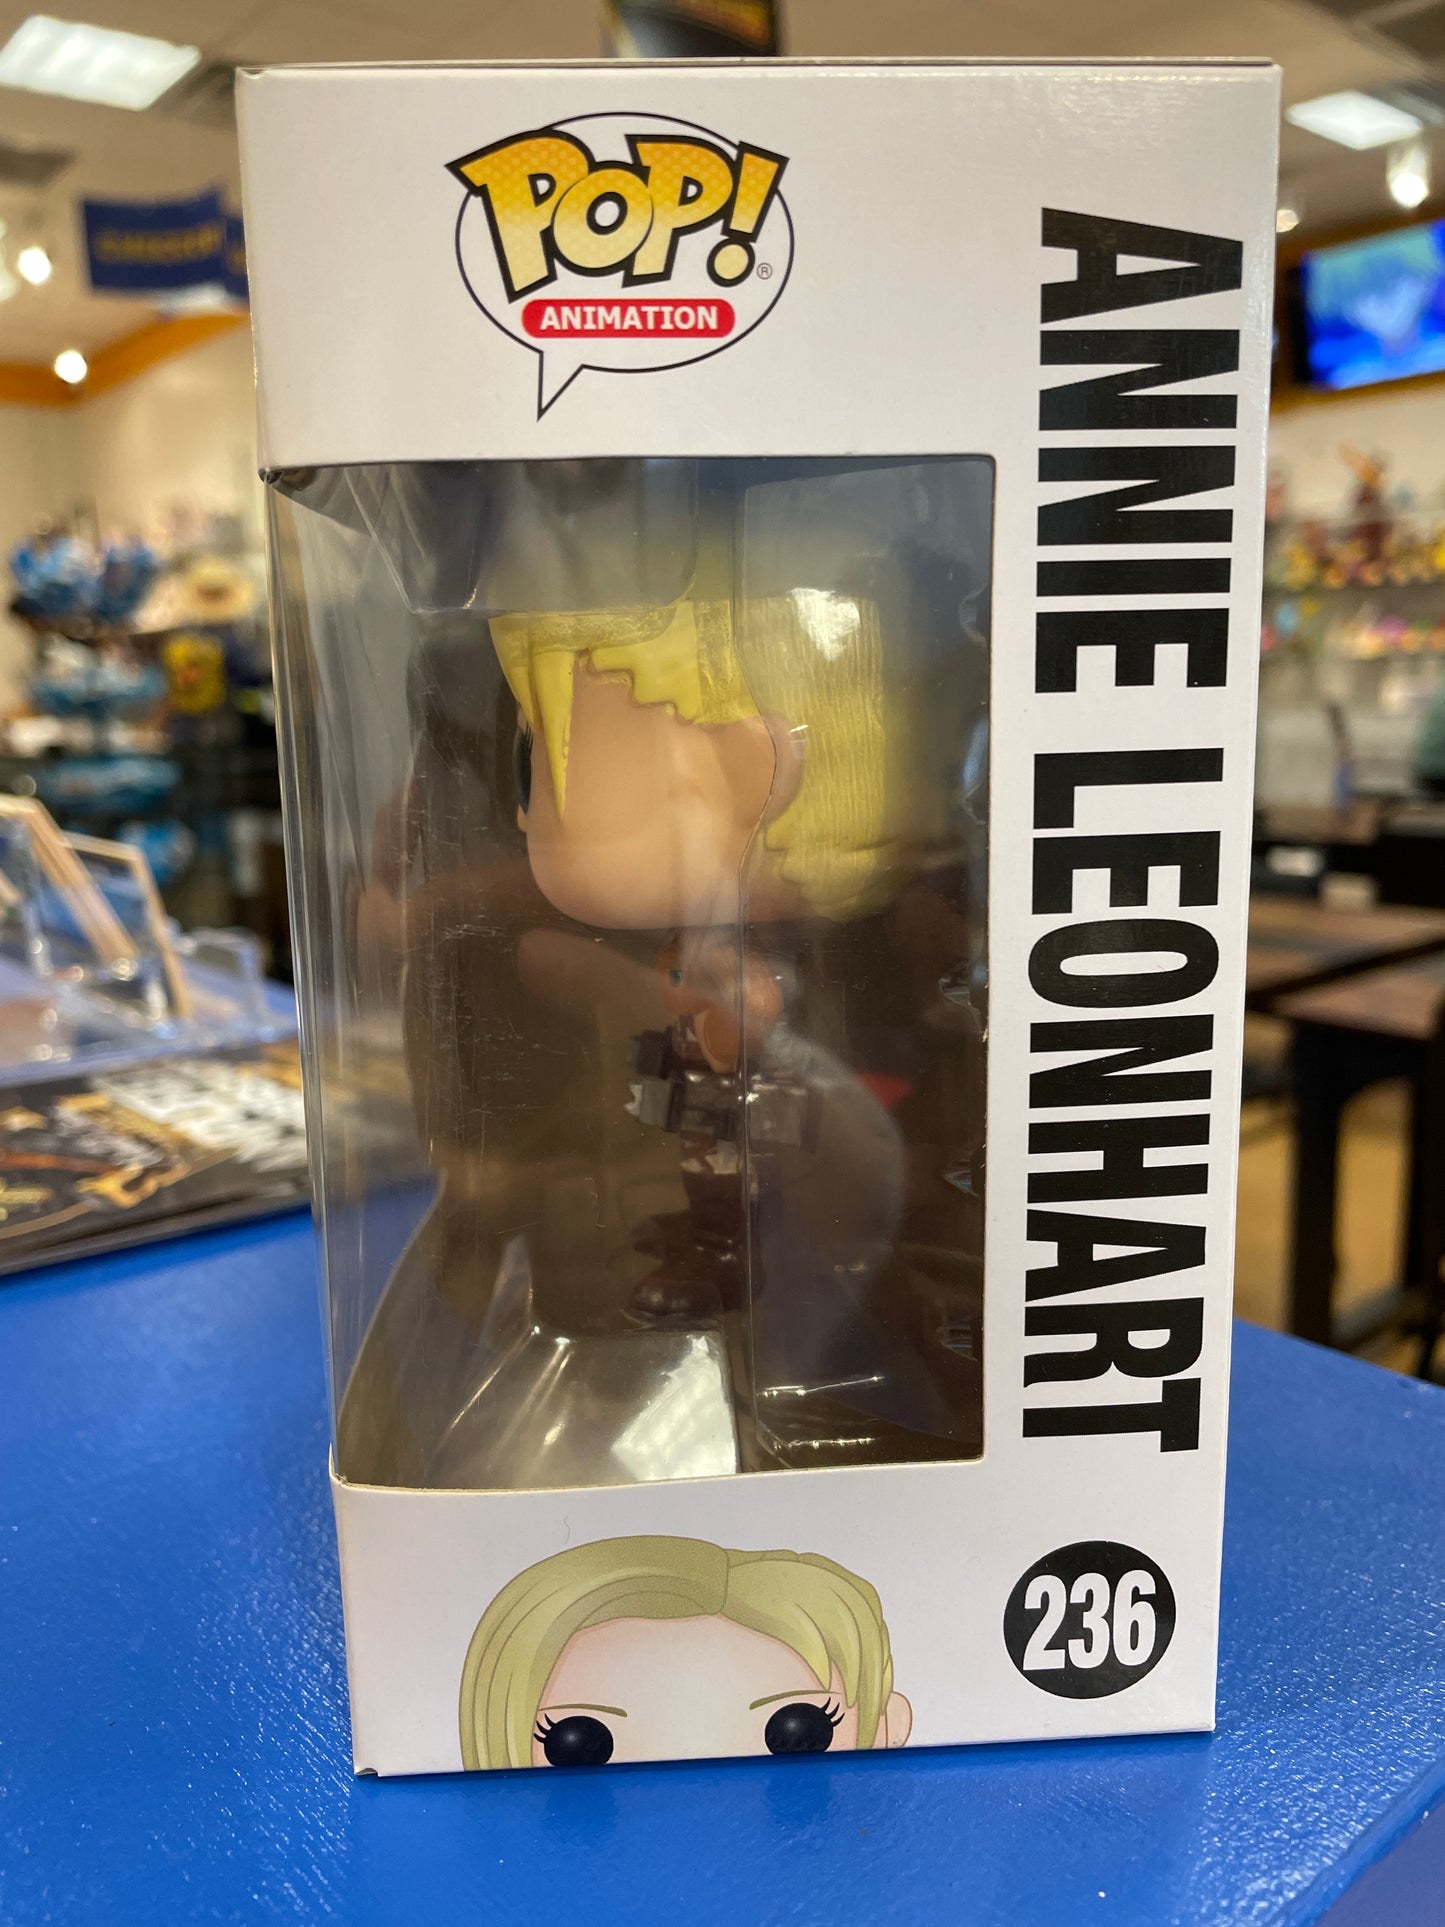 POP!
®
ANIMATION
ANNIE LEONHART
236